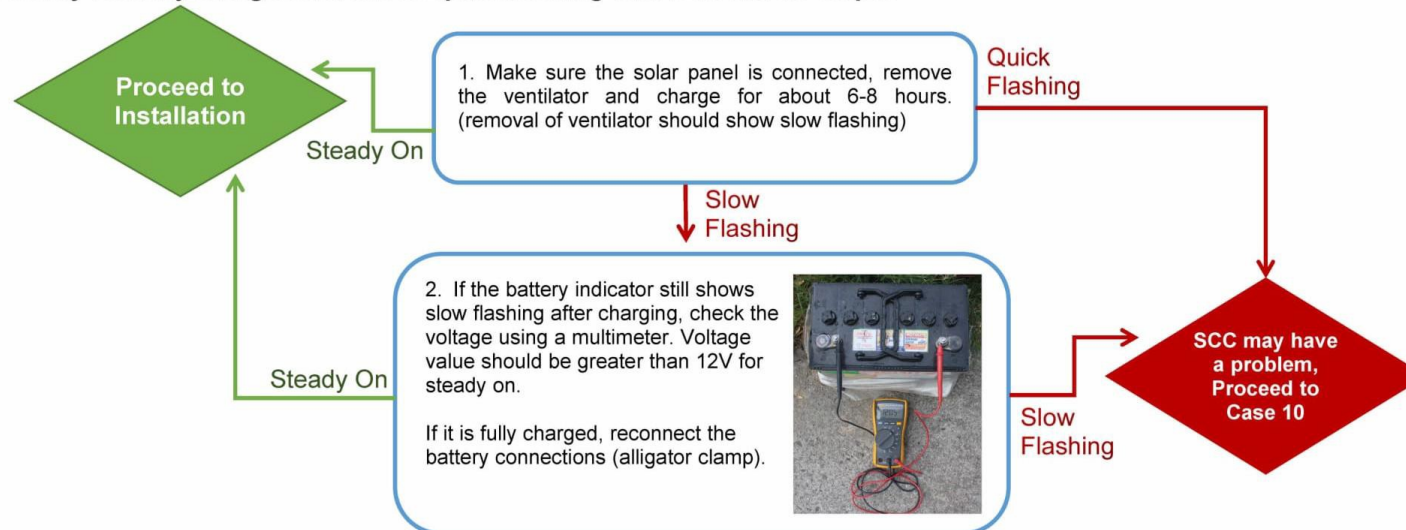 Proceed to
Installation
1. Make sure the solar panel is connected, remove
the ventilator and charge for about 6-8 hours.
(removal of ventilator should show slow flashing)
Quick
Flashing
Steady On
Slow
Flashing
2. If the battery indicator still shows
slow flashing after charging, check the
voltage using a multimeter. Voltage
value should be greater than 12V for
steady on.
If it is fully charged, reconnect the
battery connections (alligator clamp).
Steady On
Slow
Flashing
SCC may have
a problem,
Proceed to
Case 10